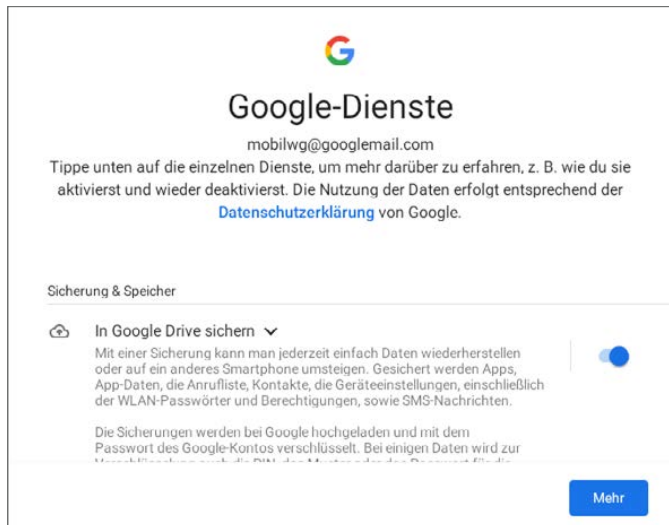 Google-Dienste
mobilwg@googlemail.com
Tippe unten auf die einzelnen Dienste, um mehr darüber zu erfahren, z. B. wie du sie
aktivierst und wieder deaktivierst. Die Nutzung der Daten erfolgt entsprechend der
Datenschutzerklärung von Google.
Sicherung & Speicher
In Google Drive sichern
Mit einer Sicherung kann man jederzeit einfach Daten wiederherstellen
oder auf ein anderes Smartphone umsteigen. Gesichert werden Apps,
App-Daten, die Anrufliste, Kontakte, die Geräteeinstellungen, einschließlich
der WLAN-Passwörter und Berechtigungen, sowie SMS-Nachrichten.
Die Sicherungen werden bei Google hochgeladen und mit dem
Passwort des Google-Kontos verschlüsselt. Bei einigen Daten wird zur
Mehr